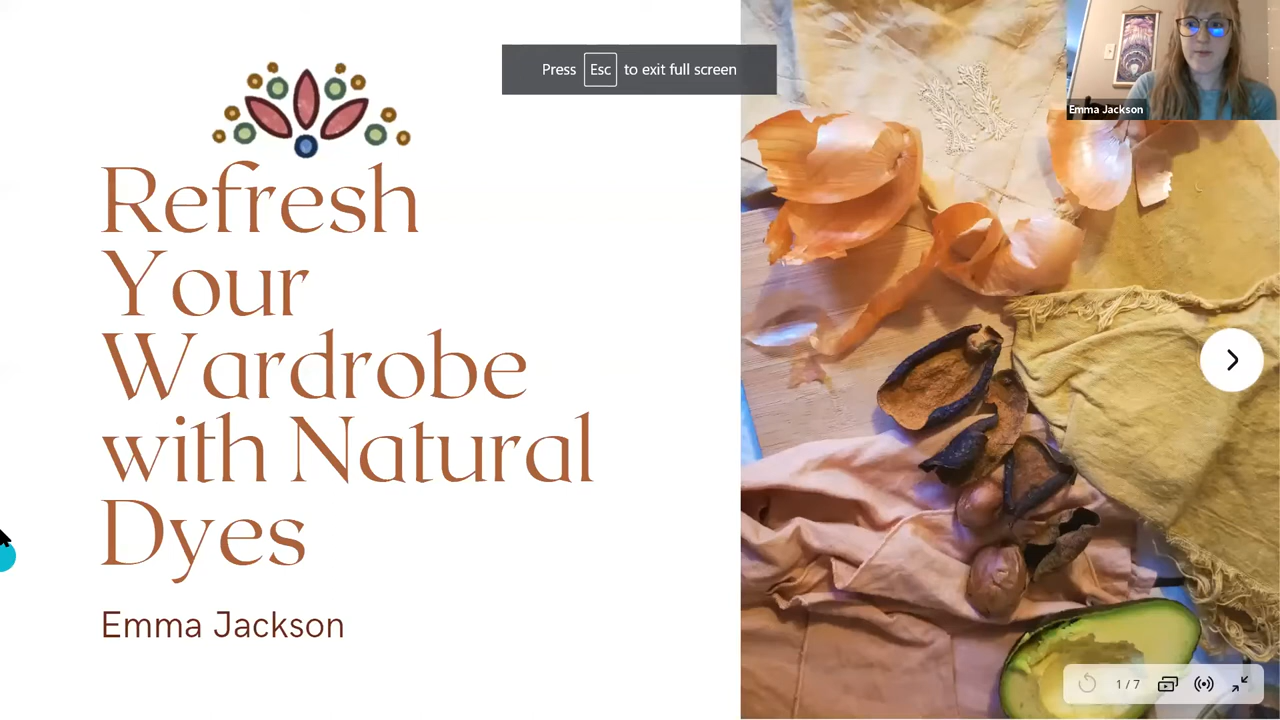 Press Esc to exit full screen
Emma Jackson
Refresh
Your
Wardrobe
with Natural
Dyes
Emma Jackson
1 / 7